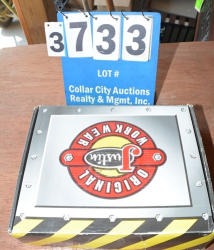 3733
LOT #
Collar City Auctions
Realty & Mgmt, Inc.
ORIGINAL
Justin
WORKWEAR